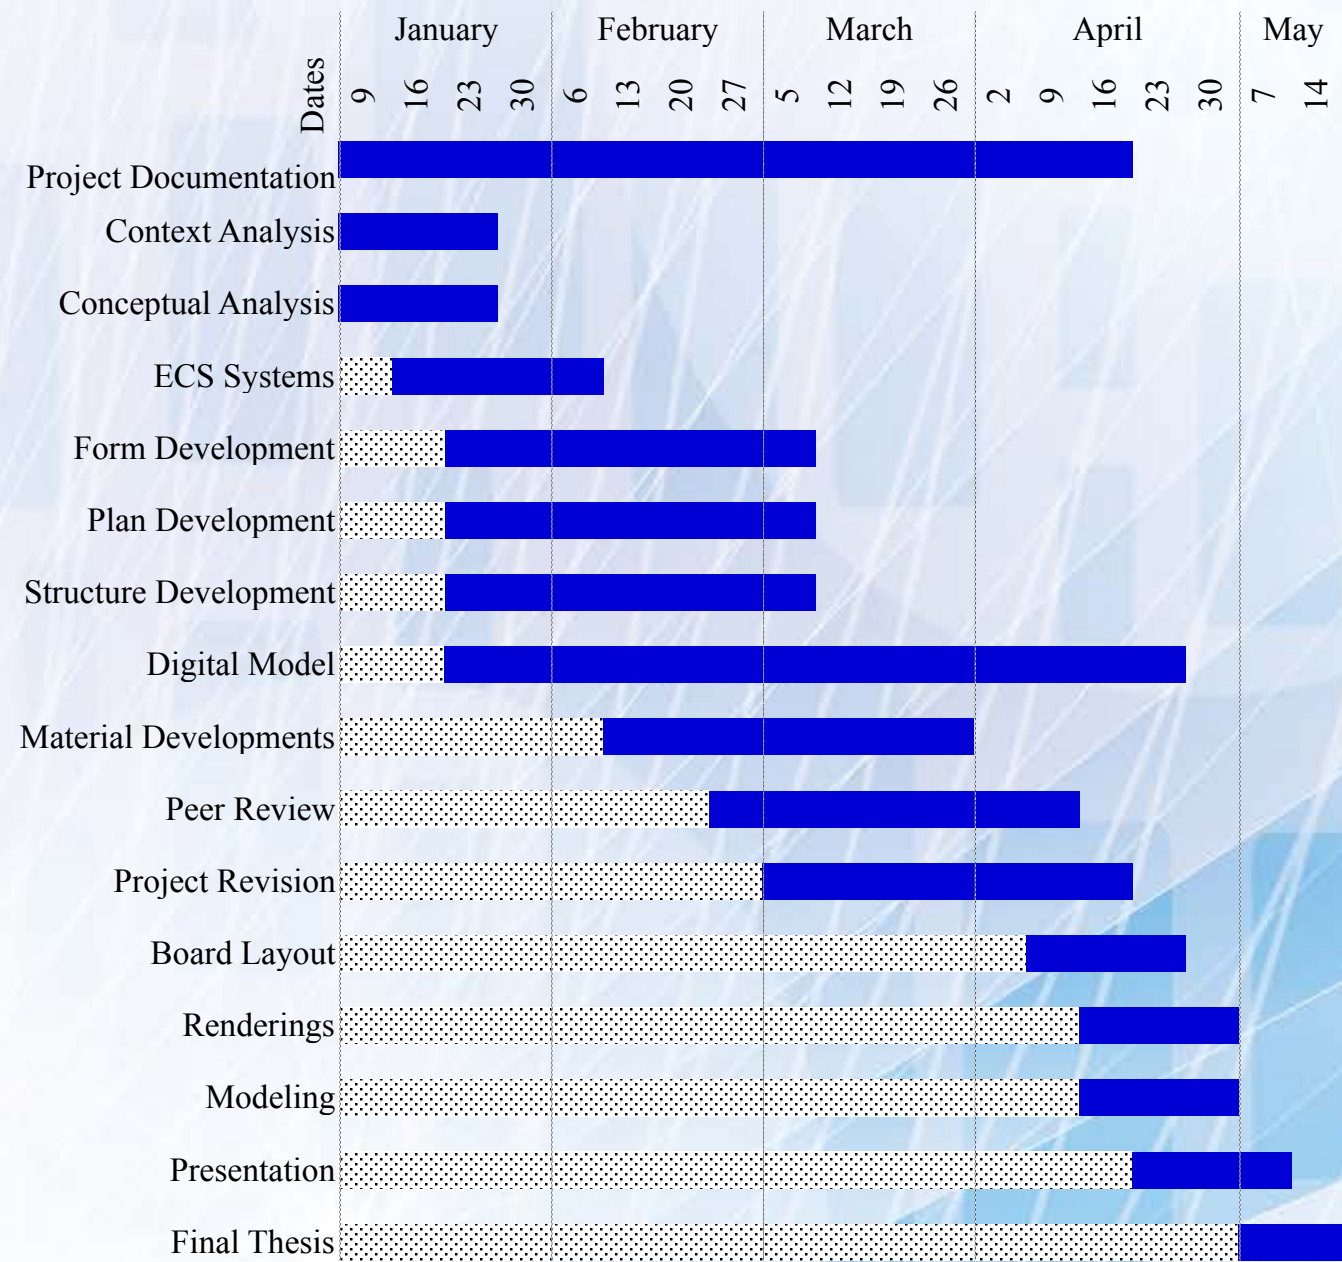 January February March April May
Dates 9 16 23 30 6 13 20 27 5 12 19 26 2 9 16 23 30 7 14
Project Documentation
Context Analysis
Conceptual Analysis
ECS Systems
Form Development
Plan Development
Structure Development
Digital Model
Material Developments
Peer Review
Project Revision
Board Layout
Renderings
Modeling
Presentation
Final Thesis